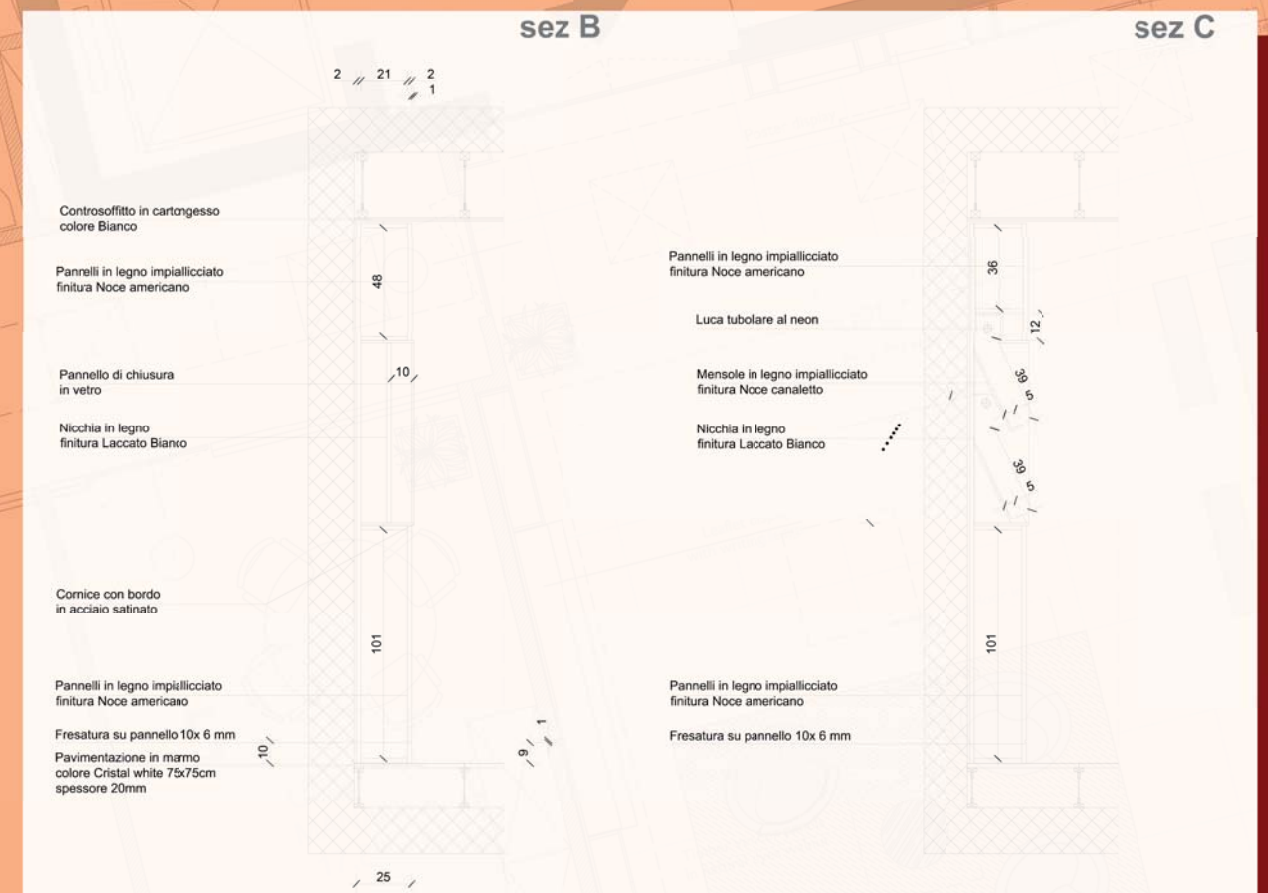 sez B
sez C
2 21 2
1
Controsoffitto in cartongesso
colore Bianco
Pannelli in legno impiallicciato
finitura Noce americano
48
Pannello di chiusura
in vetro
10
Nicchia in legno
finitura Laccato Bianco
Cornice con bordo
in acciaio satinato
101
Pannelli in legno impiallicciato
finitura Noce americano
Fresatura su pannello 10x 6 mm
10
Pavimentazione in marmo
colore Cristal white 75x75cm
spessore 20mm
9
1
25
Pannelli in legno impiallicciato
finitura Noce americano
36
Luca tubolare al neon
12
Mensole in legno impiallicciato
finitura Noce canaletto
39
5
Nicchia in legno
finitura Laccato Bianco
39
5
101
Pannelli in legno impiallicciato
finitura Noce americano
Fresatura su pannello 10x 6 mm